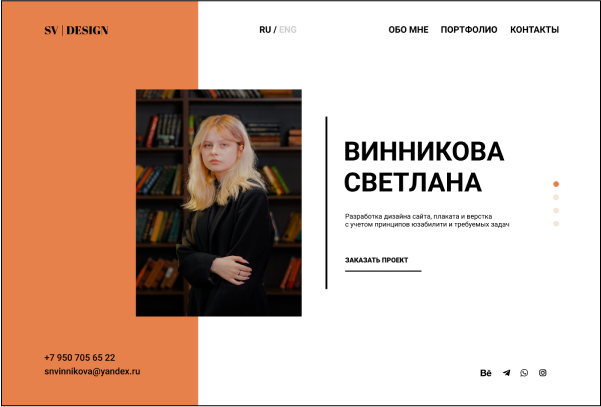 SV | DESIGN
RU / ENG
ОБО МНЕ ПОРТФОЛИО КОНТАКТЫ
ВИННИКОВА
СВЕТЛАНА
Разработка дизайна сайта, плаката и верстка
с учетом принципов юзабилити и требуемых задач
ЗАКАЗАТЬ ПРОЕКТ
+7 950 705 65 22
snvinnikova@yandex.ru
Bē